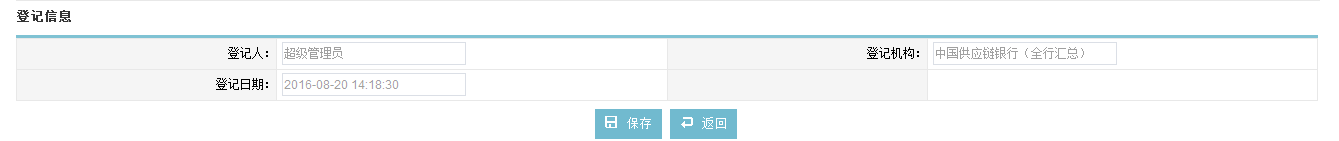 登记信息
登记人： 超级管理员 登记机构： 中国供应链银行（全行汇总）
登记日期： 2016-08-20 14:18:30
保存 返回